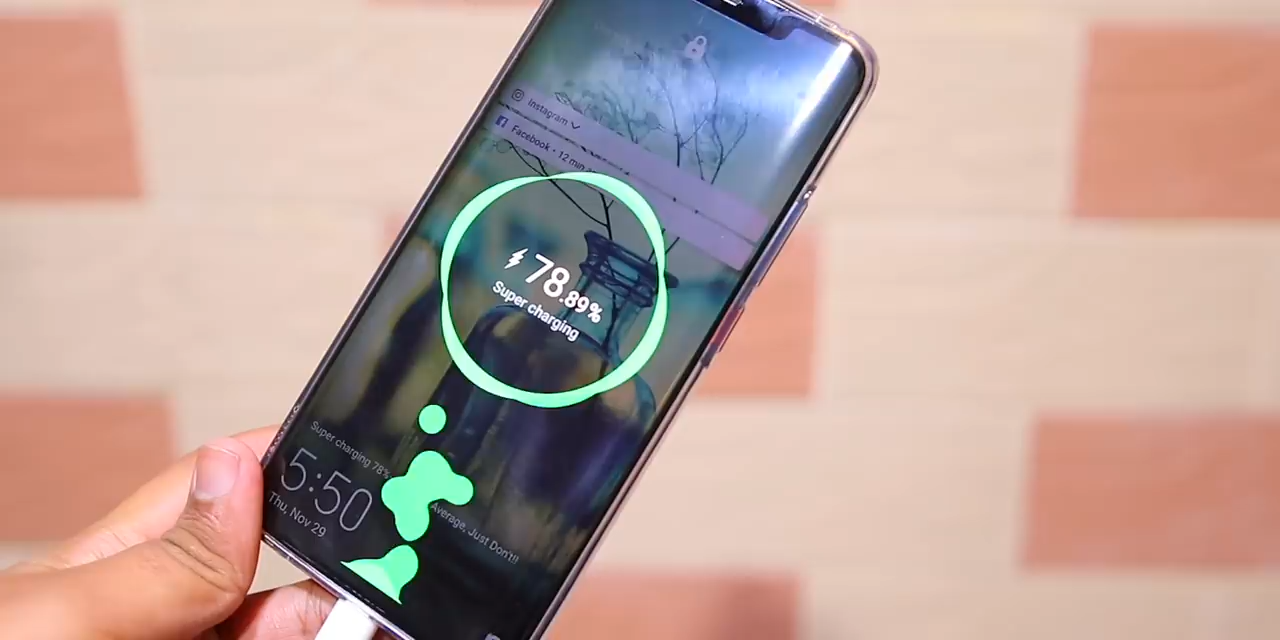 Instagram
Facebook • 12 min
78.89%
Super charging
Super charging 78%
5:50
Thu, Nov 29
Average, Just Don't!!